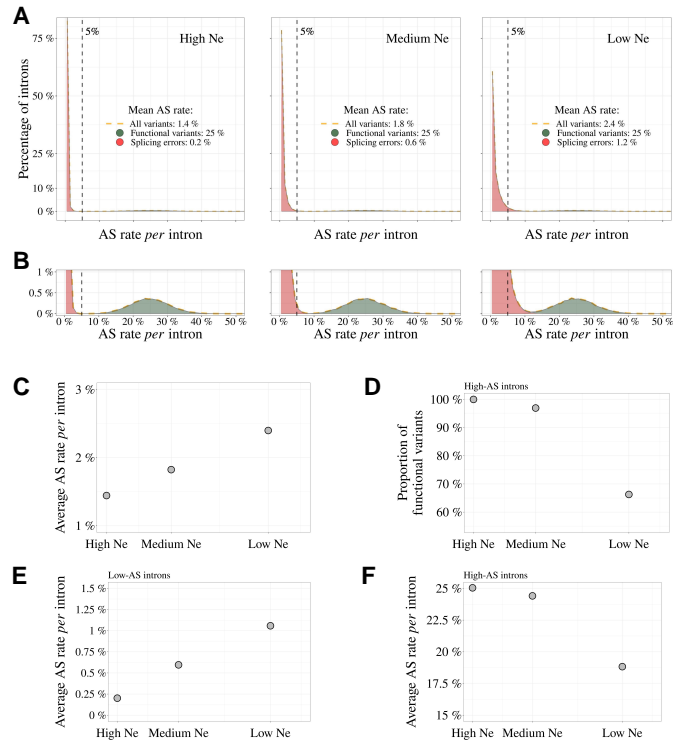 A
High Ne
Medium Ne
Low Ne
5%
5%
5%
75 %
50 %
25 %
10 %
0 %
Percentage of introns
Mean AS rate:
All variants: 1.4 %
Functional variants: 25 %
Splicing errors: 0.2 %
Mean AS rate:
All variants: 1.8 %
Functional variants: 25 %
Splicing errors: 0.6 %
Mean AS rate:
All variants: 2.4 %
Functional variants: 25 %
Splicing errors: 1.2 %
AS rate per intron
AS rate per intron
AS rate per intron
B
1 %
0.5 %
0 %
0 % 10 % 20 % 30 % 40 % 50 %
0 % 10 % 20 % 30 % 40 % 50 %
0 % 10 % 20 % 30 % 40 % 50 %
AS rate per intron
AS rate per intron
AS rate per intron
C
Average AS rate per intron
3 %
2 %
1 %
High Ne Medium Ne Low Ne
D
High-AS introns
Proportion of
functional variants
100 %
90 %
80 %
70 %
60 %
High Ne Medium Ne Low Ne
E
Low-AS introns
Average AS rate per intron
1.5 %
1.25 %
1 %
0.5 %
0.25 %
0 %
High Ne Medium Ne Low Ne
F
High-AS introns
Average AS rate per intron
25 %
22.5 %
19 %
17.5 %
15 %
High Ne Medium Ne Low Ne